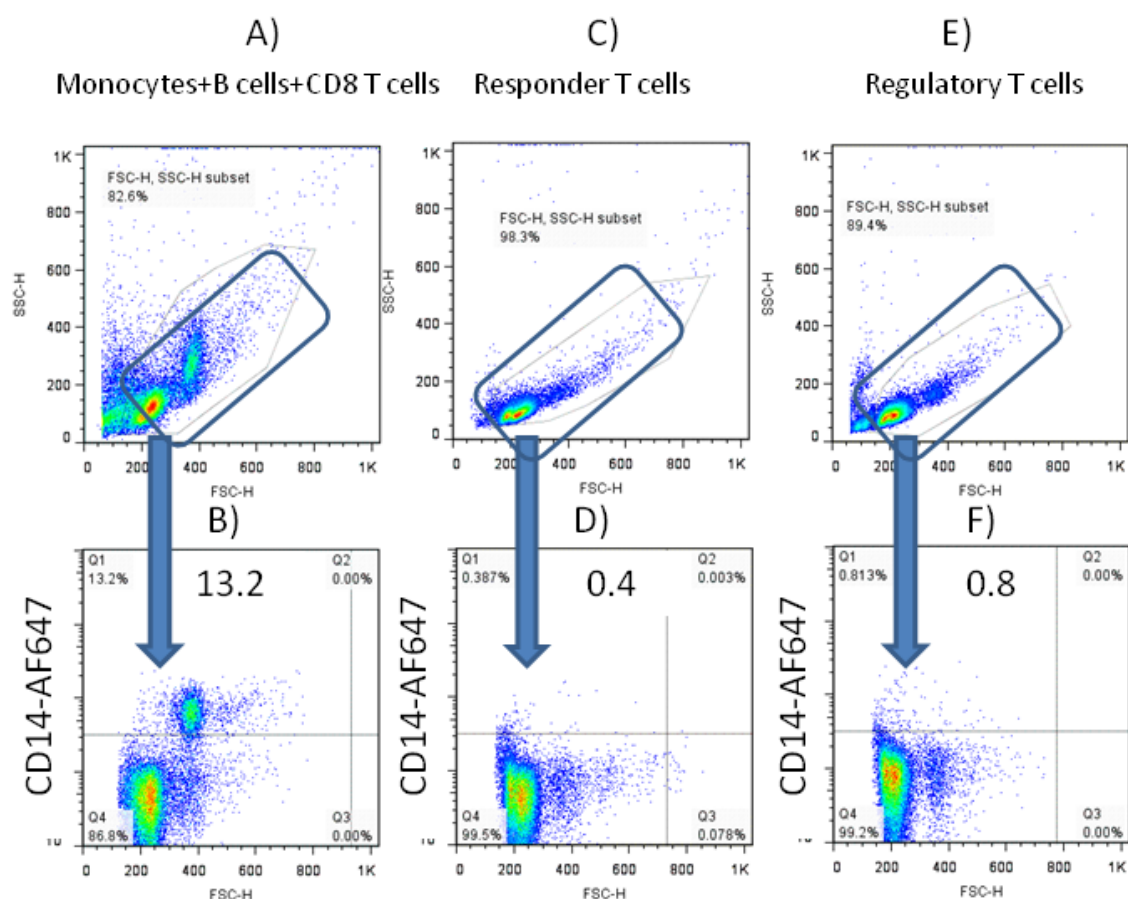 A)
Monocytes+B cells+CD8 T cells
1K
800
600
400
200
0
SSC-H
FSC-H, SSC-H subset
82.6%
0 200 400 600 800 1K
FSC-H
C)
Responder T cells
1K
800
600
400
200
0
SSC-H
FSC-H, SSC-H subset
98.3%
0 200 400 600 800 1K
FSC-H
E)
Regulatory T cells
1K
800
600
400
200
0
SSC-H
FSC-H, SSC-H subset
89.4%
0 200 400 600 800 1K
FSC-H
B)
CD14-AF647
Q1
13.2%
13.2
Q2
0.00%
Q4
86.8%
Q3
0.00%
0 200 400 600 800 1K
FSC-H
D)
CD14-AF647
Q1
0.387%
0.4
Q2
0.003%
Q4
99.5%
Q3
0.078%
0 200 400 600 800 1K
FSC-H
F)
CD14-AF647
Q1
0.813%
0.8
Q2
0.00%
Q4
99.2%
Q3
0.00%
0 200 400 600 800 1K
FSC-H